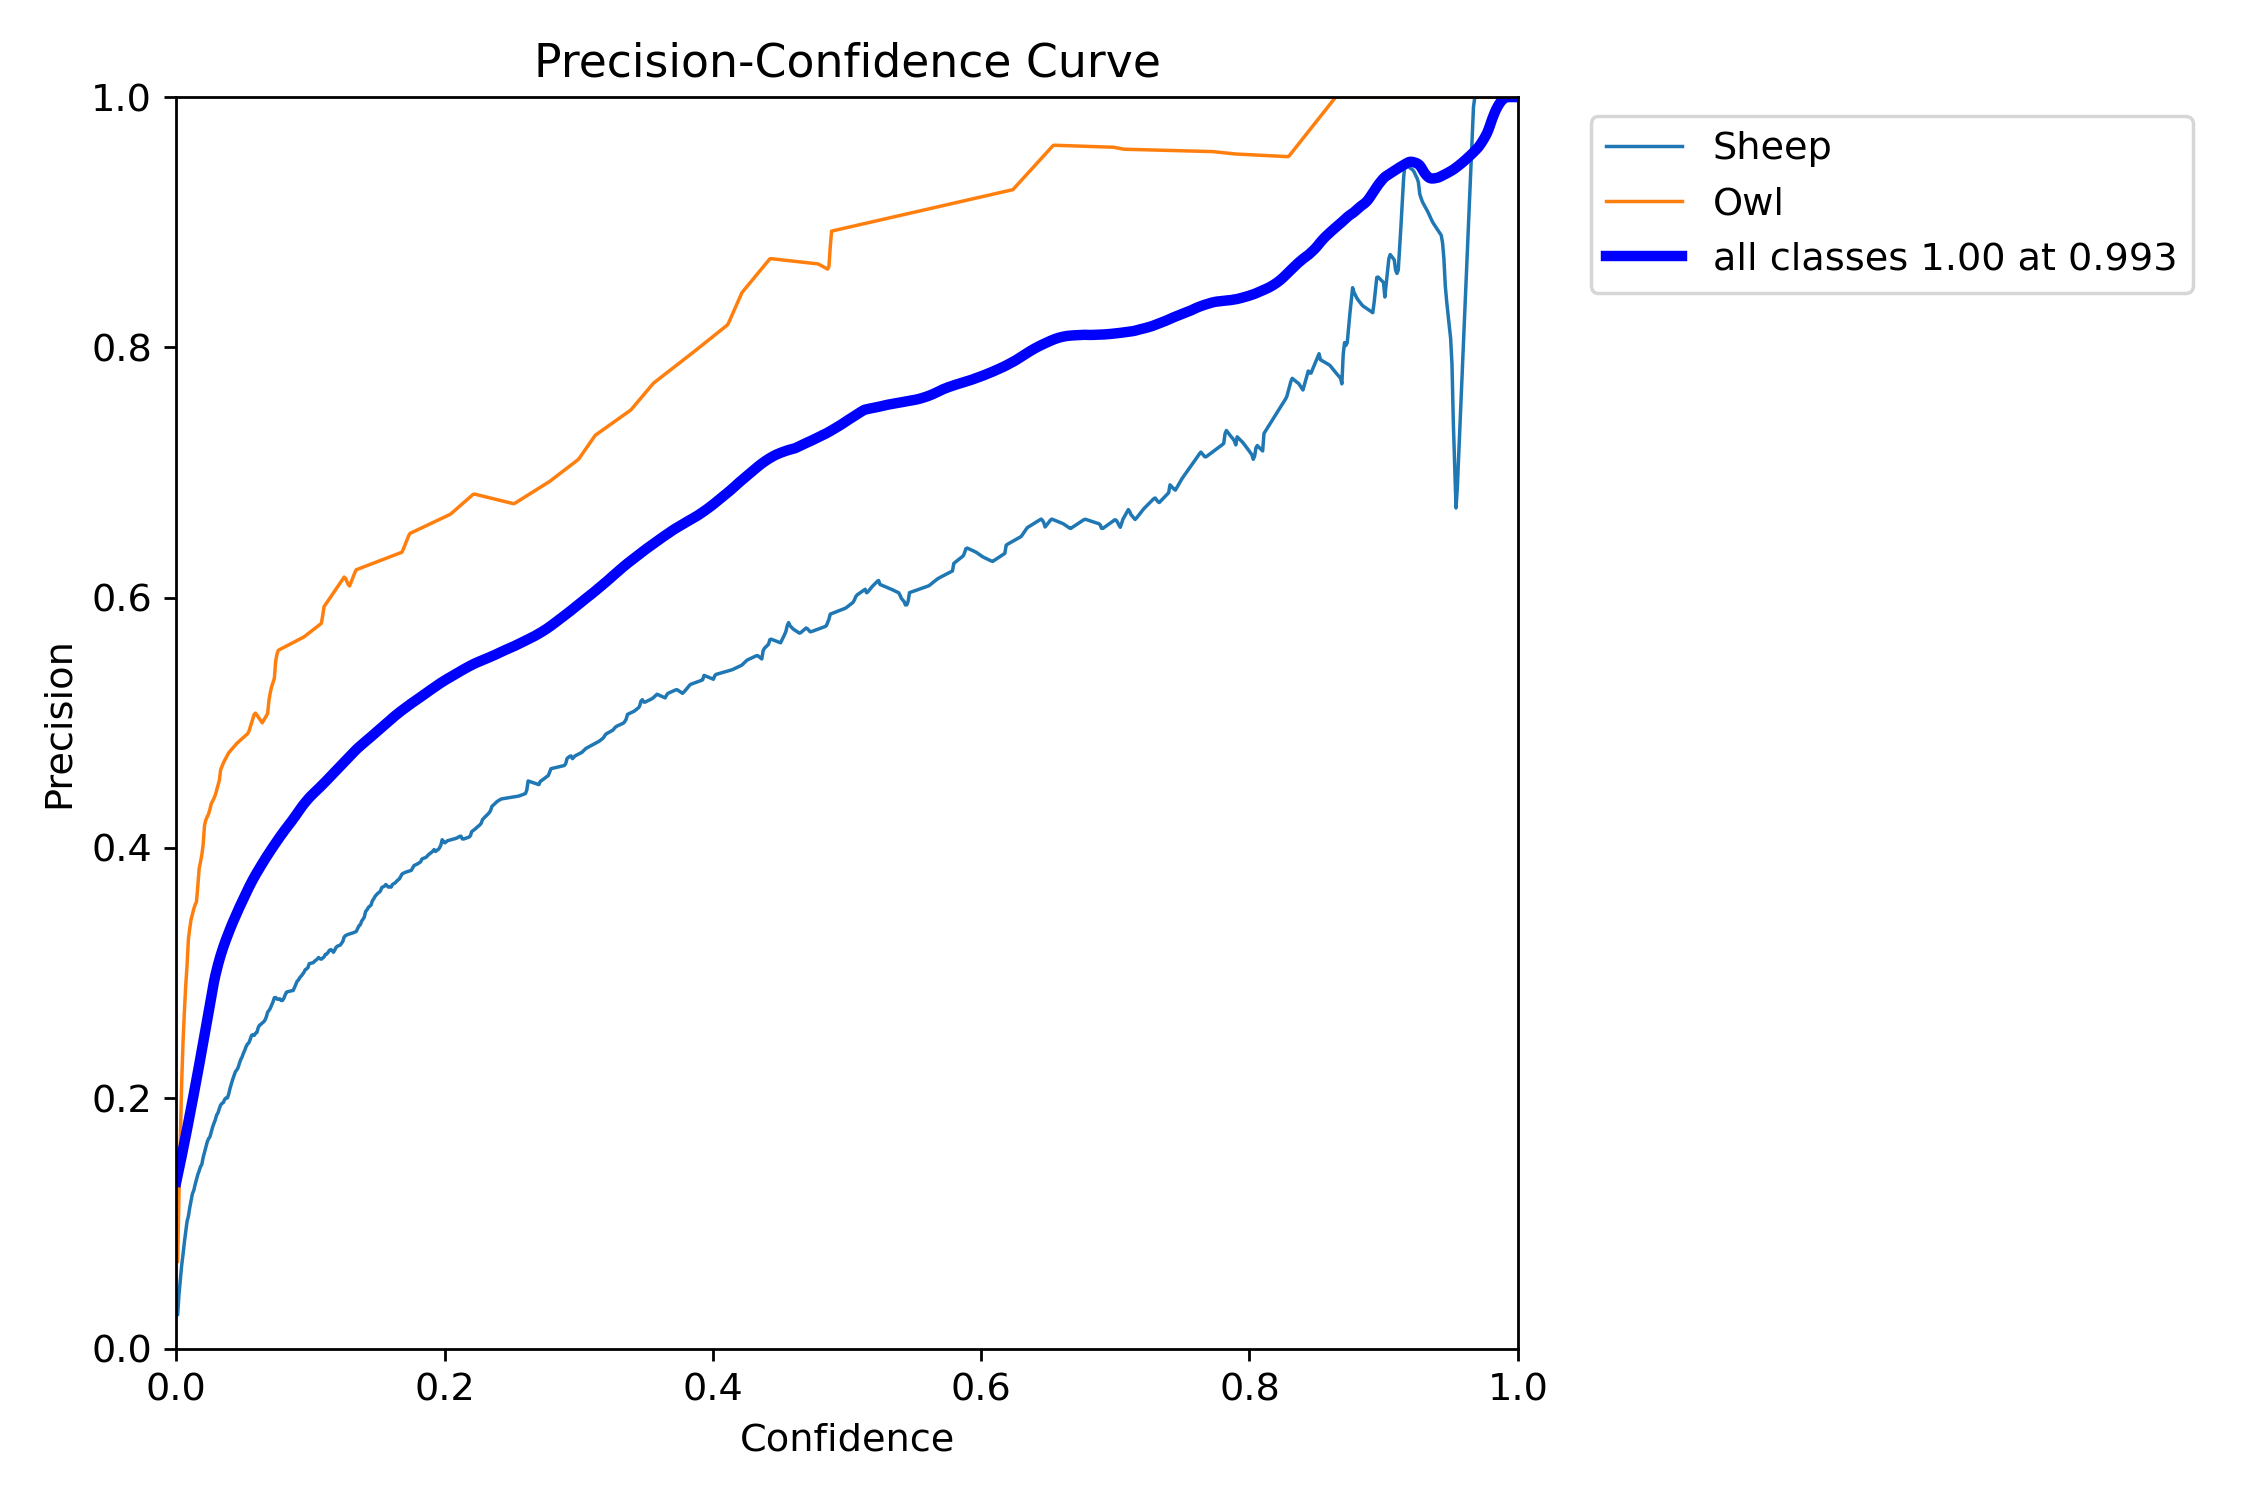 Precision-Confidence Curve
1.0
0.8
0.6
0.4
0.2
0.0
Precision
0.0 0.2 0.4 0.6 0.8 1.0
Confidence
Sheep
Owl
all classes 1.00 at 0.993